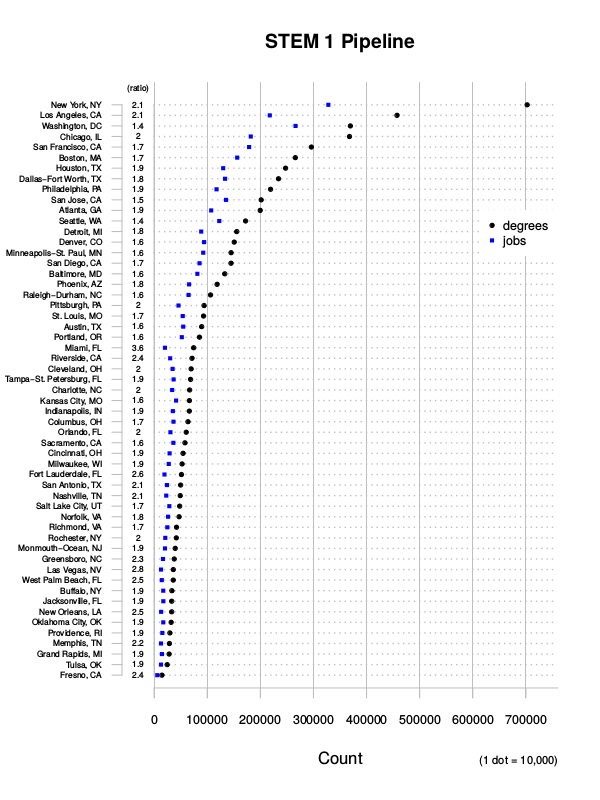 STEM 1 Pipeline
(ratio)
New York, NY 2.1
Los Angeles, CA 2.1
Washington, DC 1.4
Chicago, IL 2
San Francisco, CA 1.7
Boston, MA 1.7
Houston, TX 1.9
Dallas−Fort Worth, TX 1.8
Philadelphia, PA 1.9
San Jose, CA 1.5
Atlanta, GA 1.9
Seattle, WA 1.4
degrees
Detroit, MI 1.8
jobs
Denver, CO 1.6
Minneapolis−St. Paul, MN 1.6
San Diego, CA 1.7
Baltimore, MD 1.6
Phoenix, AZ 1.8
Raleigh−Durham, NC 1.6
Pittsburgh, PA 2
St. Louis, MO 1.7
Austin, TX 1.6
Portland, OR 1.6
Miami, FL 3.6
Riverside, CA 2.4
Cleveland, OH 2
Tampa−St. Petersburg, FL 1.9
Charlotte, NC 2
Kansas City, MO 1.6
Indianapolis, IN 1.9
Columbus, OH 1.7
Orlando, FL 2
Sacramento, CA 1.6
Cincinnati, OH 1.9
Milwaukee, WI 1.9
Fort Lauderdale, FL 2.6
San Antonio, TX 2.1
Nashville, TN 2.1
Salt Lake City, UT 1.7
Norfolk, VA 1.8
Richmond, VA 1.7
Rochester, NY 2
Monmouth−Ocean, NJ 1.9
Greensboro, NC 2.3
Las Vegas, NV 2.8
West Palm Beach, FL 2.5
Buffalo, NY 1.9
Jacksonville, FL 1.9
New Orleans, LA 2.5
Oklahoma City, OK 1.9
Providence, RI 1.9
Memphis, TN 2.2
Grand Rapids, MI 1.9
Tulsa, OK 1.9
Fresno, CA 2.4
0 100000 200000 300000 400000 500000 600000 700000
Count
(1 dot = 10,000)